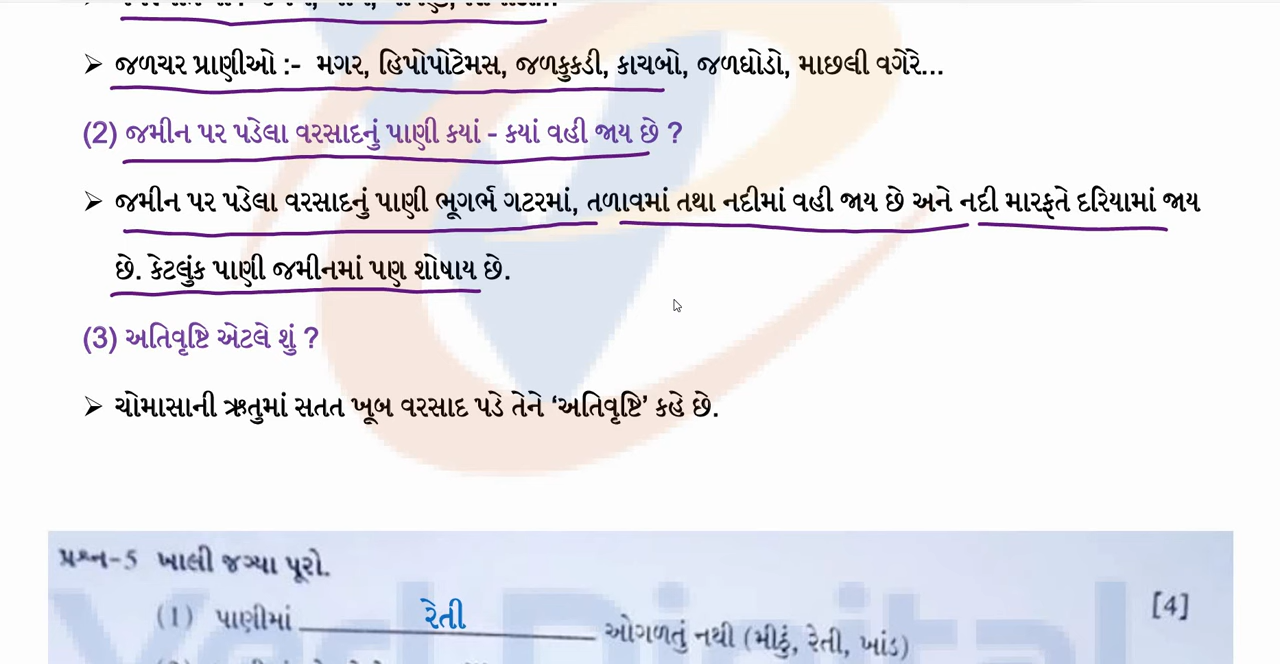 ➤ જળચર પ્રાણીઓ :- મગર, હિપોપોટેમસ, જળકુકડી, કાચબો, જળઘોડો, માછલી વગેરે...
(2) જમીન પર પડેલા વરસાદનું પાણી ક્યાં - ક્યાં વહી જાય છે ?
➤ જમીન પર પડેલા વરસાદનું પાણી ભૂગર્ભ ગટરમાં, તળાવમાં તથા નદીમાં વહી જાય છે અને નદી મારફતે દરિયામાં જાય
છે. કેટલુંક પાણી જમીનમાં પણ શોષાય છે.
(3) અતિવૃષ્ટિ એટલે શું ?
➤ ચોમાસાની ઋતુમાં સતત ખૂબ વરસાદ પડે તેને ‘અતિવૃષ્ટિ’ કહે છે.
પ્રશ્ન-5 ખાલી જગ્યા પૂરો.
[4]
(1) પાણીમાં રેતી ઓગળતું નથી (મીઠું, રેતી, ખાંડ)
Ved Digital